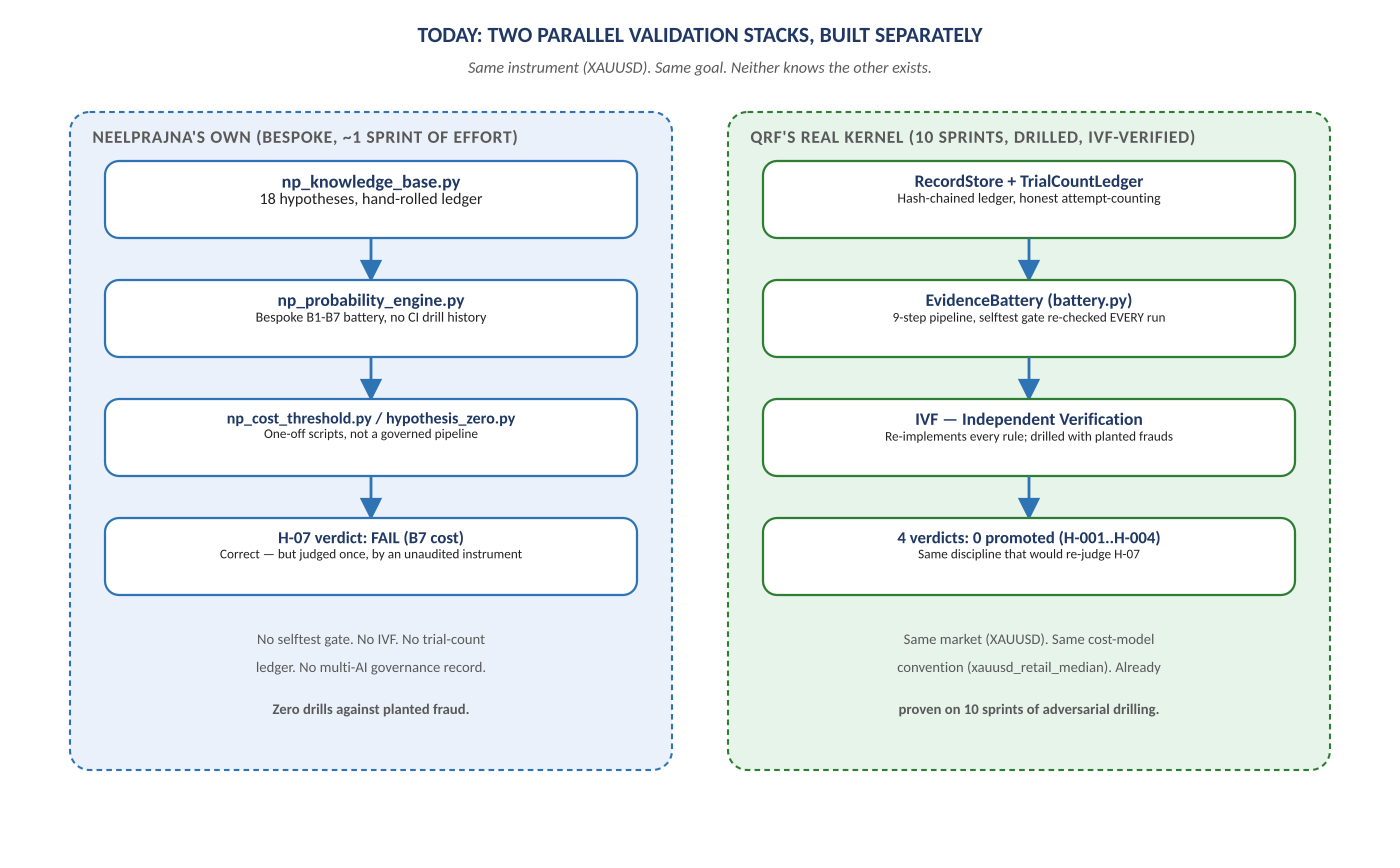 TODAY: TWO PARALLEL VALIDATION STACKS, BUILT SEPARATELY
Same instrument (XAUUSD). Same goal. Neither knows the other exists.
NEELPRAJNA'S OWN (BESPOKE, ~1 SPRINT OF EFFORT)
np_knowledge_base.py
18 hypotheses, hand-rolled ledger
np_probability_engine.py
Bespoke B1-B7 battery, no CI drill history
np_cost_threshold.py / hypothesis_zero.py
One-off scripts, not a governed pipeline
H-07 verdict: FAIL (B7 cost)
Correct — but judged once, by an unaudited instrument
No selftest gate. No IVF. No trial-count
ledger. No multi-AI governance record.
Zero drills against planted fraud.
QRF'S REAL KERNEL (10 SPRINTS, DRILLED, IVF-VERIFIED)
RecordStore + TrialCountLedger
Hash-chained ledger, honest attempt-counting
EvidenceBattery (battery.py)
9-step pipeline, selftest gate re-checked EVERY run
IVF — Independent Verification
Re-implements every rule; drilled with planted frauds
4 verdicts: 0 promoted (H-001..H-004)
Same discipline that would re-judge H-07
Same market (XAUUSD). Same cost-model
convention (xauusd_retail_median). Already
proven on 10 sprints of adversarial drilling.